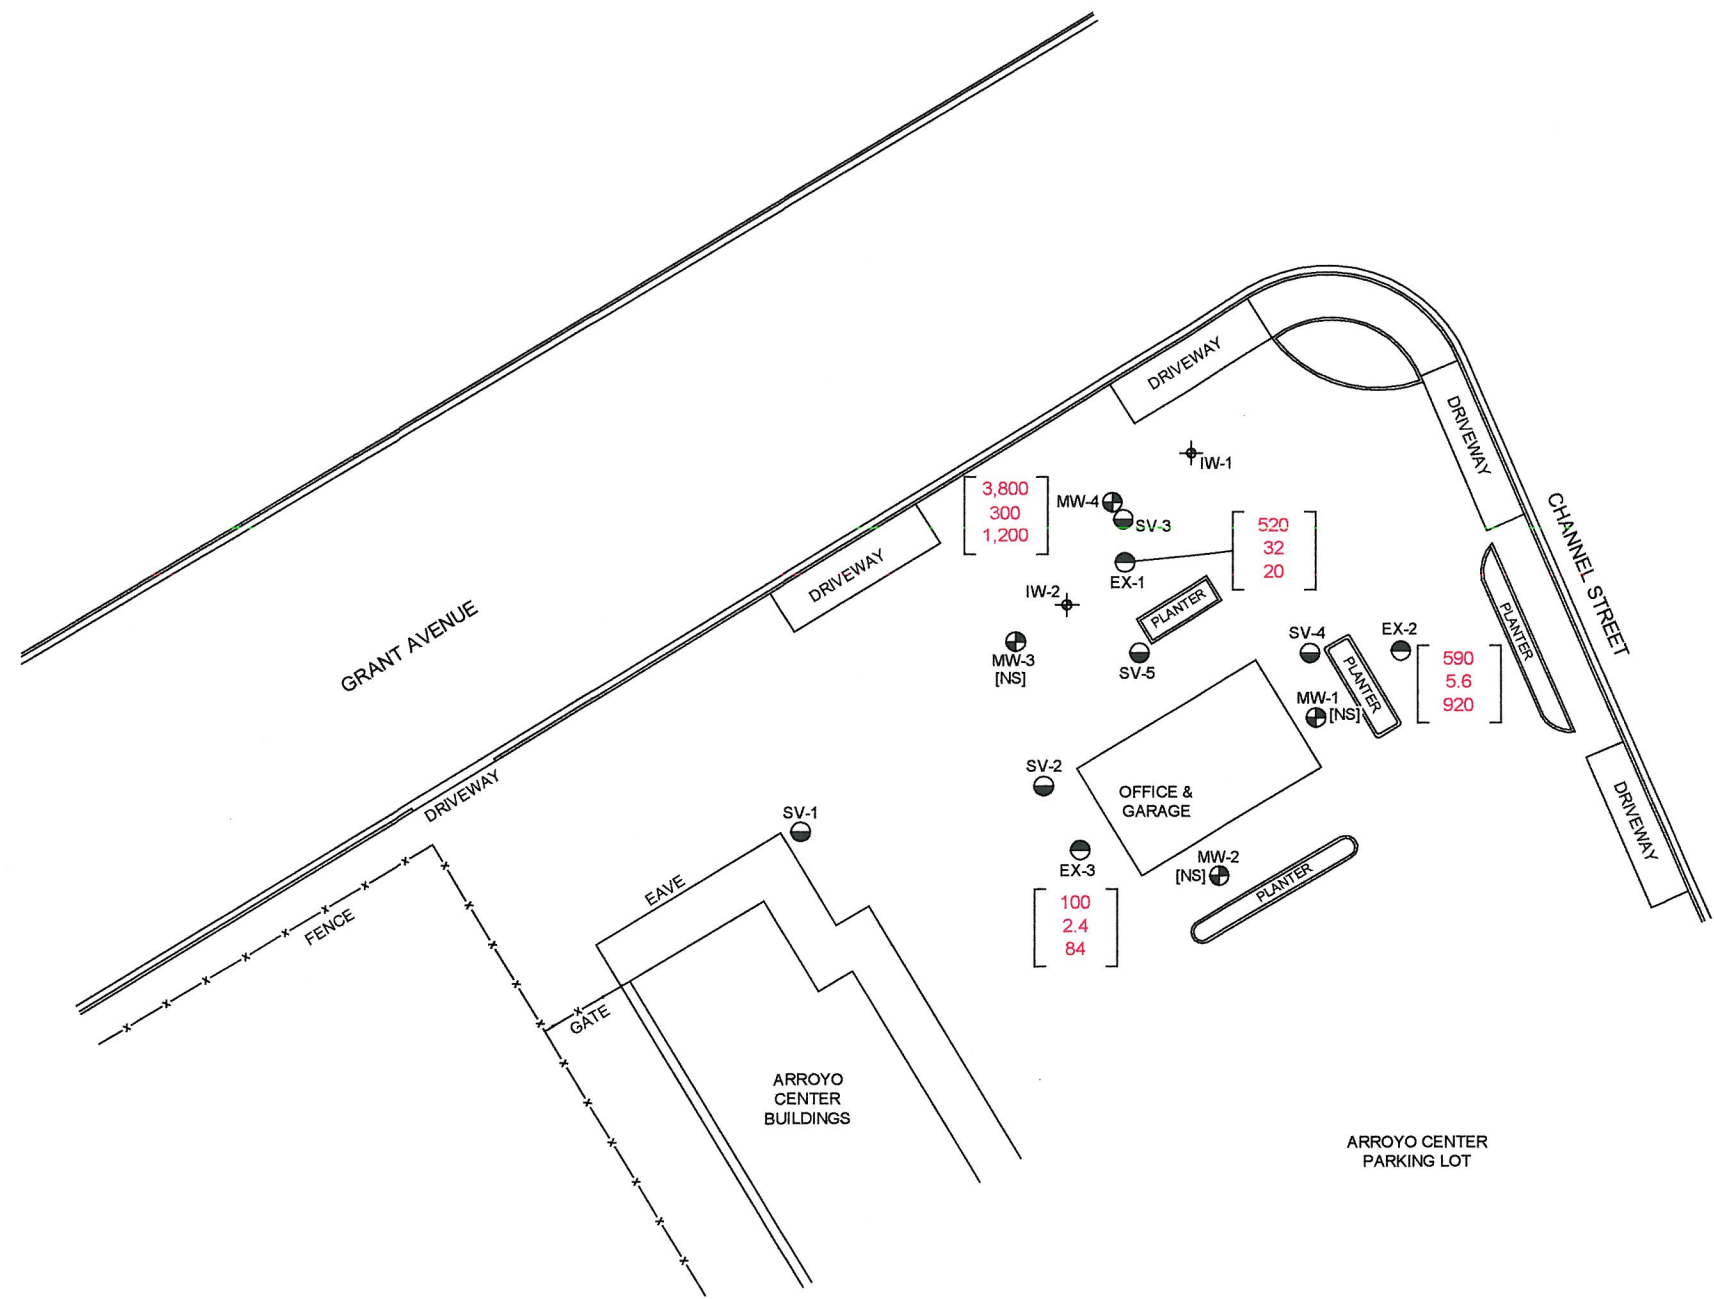 DRIVEWAY
DRIVEWAY
IW-1
3,800
300
1,200
MW-4
SV-3
520
32
20
CHANNEL STREET
EX-1
DRIVEWAY
IW-2
PLANTER
PLANTER
GRANT AVENUE
MW-3
[NS]
SV-5
SV-4
EX-2
590
5.6
920
PLANTER
MW-1
[NS]
SV-2
OFFICE &
GARAGE
DRIVEWAY
DRIVEWAY
SV-1
EX-3
MW-2
[NS]
PLANTER
EAVE
100
2.4
84
FENCE
GATE
ARROYO
CENTER
BUILDINGS
ARROYO CENTER
PARKING LOT